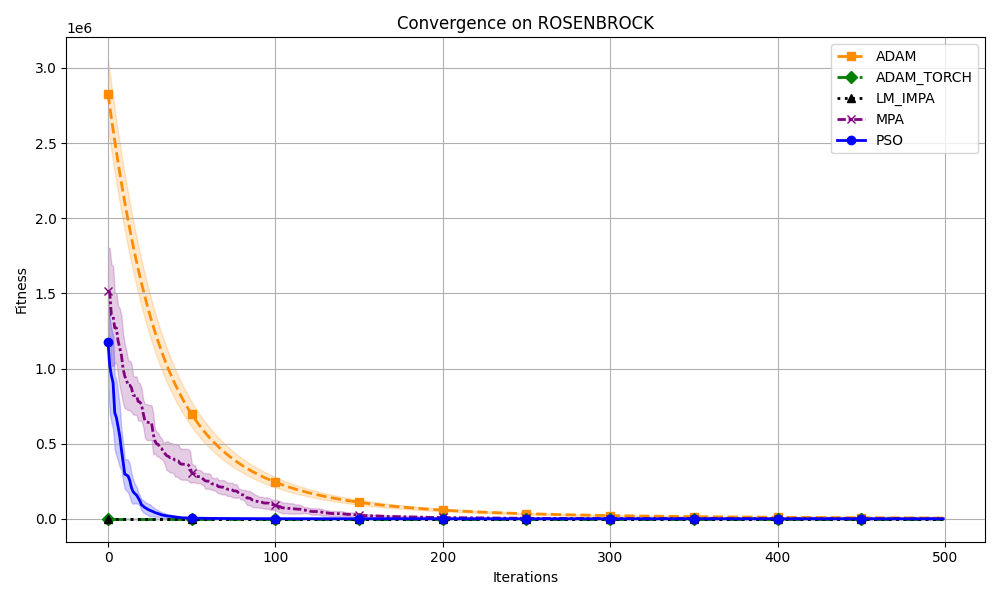 Convergence on ROSENBROCK
1e6
3.0
2.5
2.0
1.5
1.0
0.5
0.0
Fitness
0
100
200
300
400
500
Iterations
ADAM
ADAM_TORCH
LM_IMPA
MPA
PSO